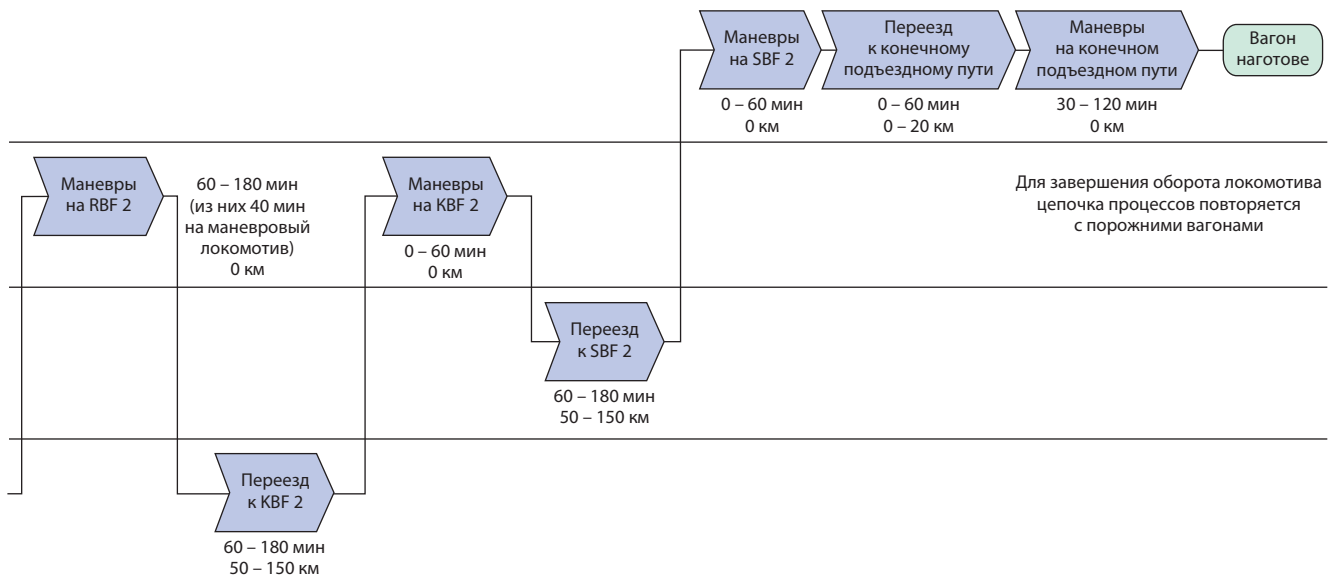 Маневры
на SBF 2
0 – 60 мин
0 км
Переезд
к конечному
подъездному пути
0 – 60 мин
0 – 20 км
Маневры
на конечном
подъездном пути
30 – 120 мин
0 км
Вагон
наготове
Маневры
на RBF 2
60 – 180 мин
(из них 40 мин
на маневровый
локомотив)
0 км
Маневры
на KBF 2
0 – 60 мин
0 км
Для завершения оборота локомотива
цепочка процессов повторяется
с порожними вагонами
Переезд
к SBF 2
60 – 180 мин
50 – 150 км
Переезд
к KBF 2
60 – 180 мин
50 – 150 км